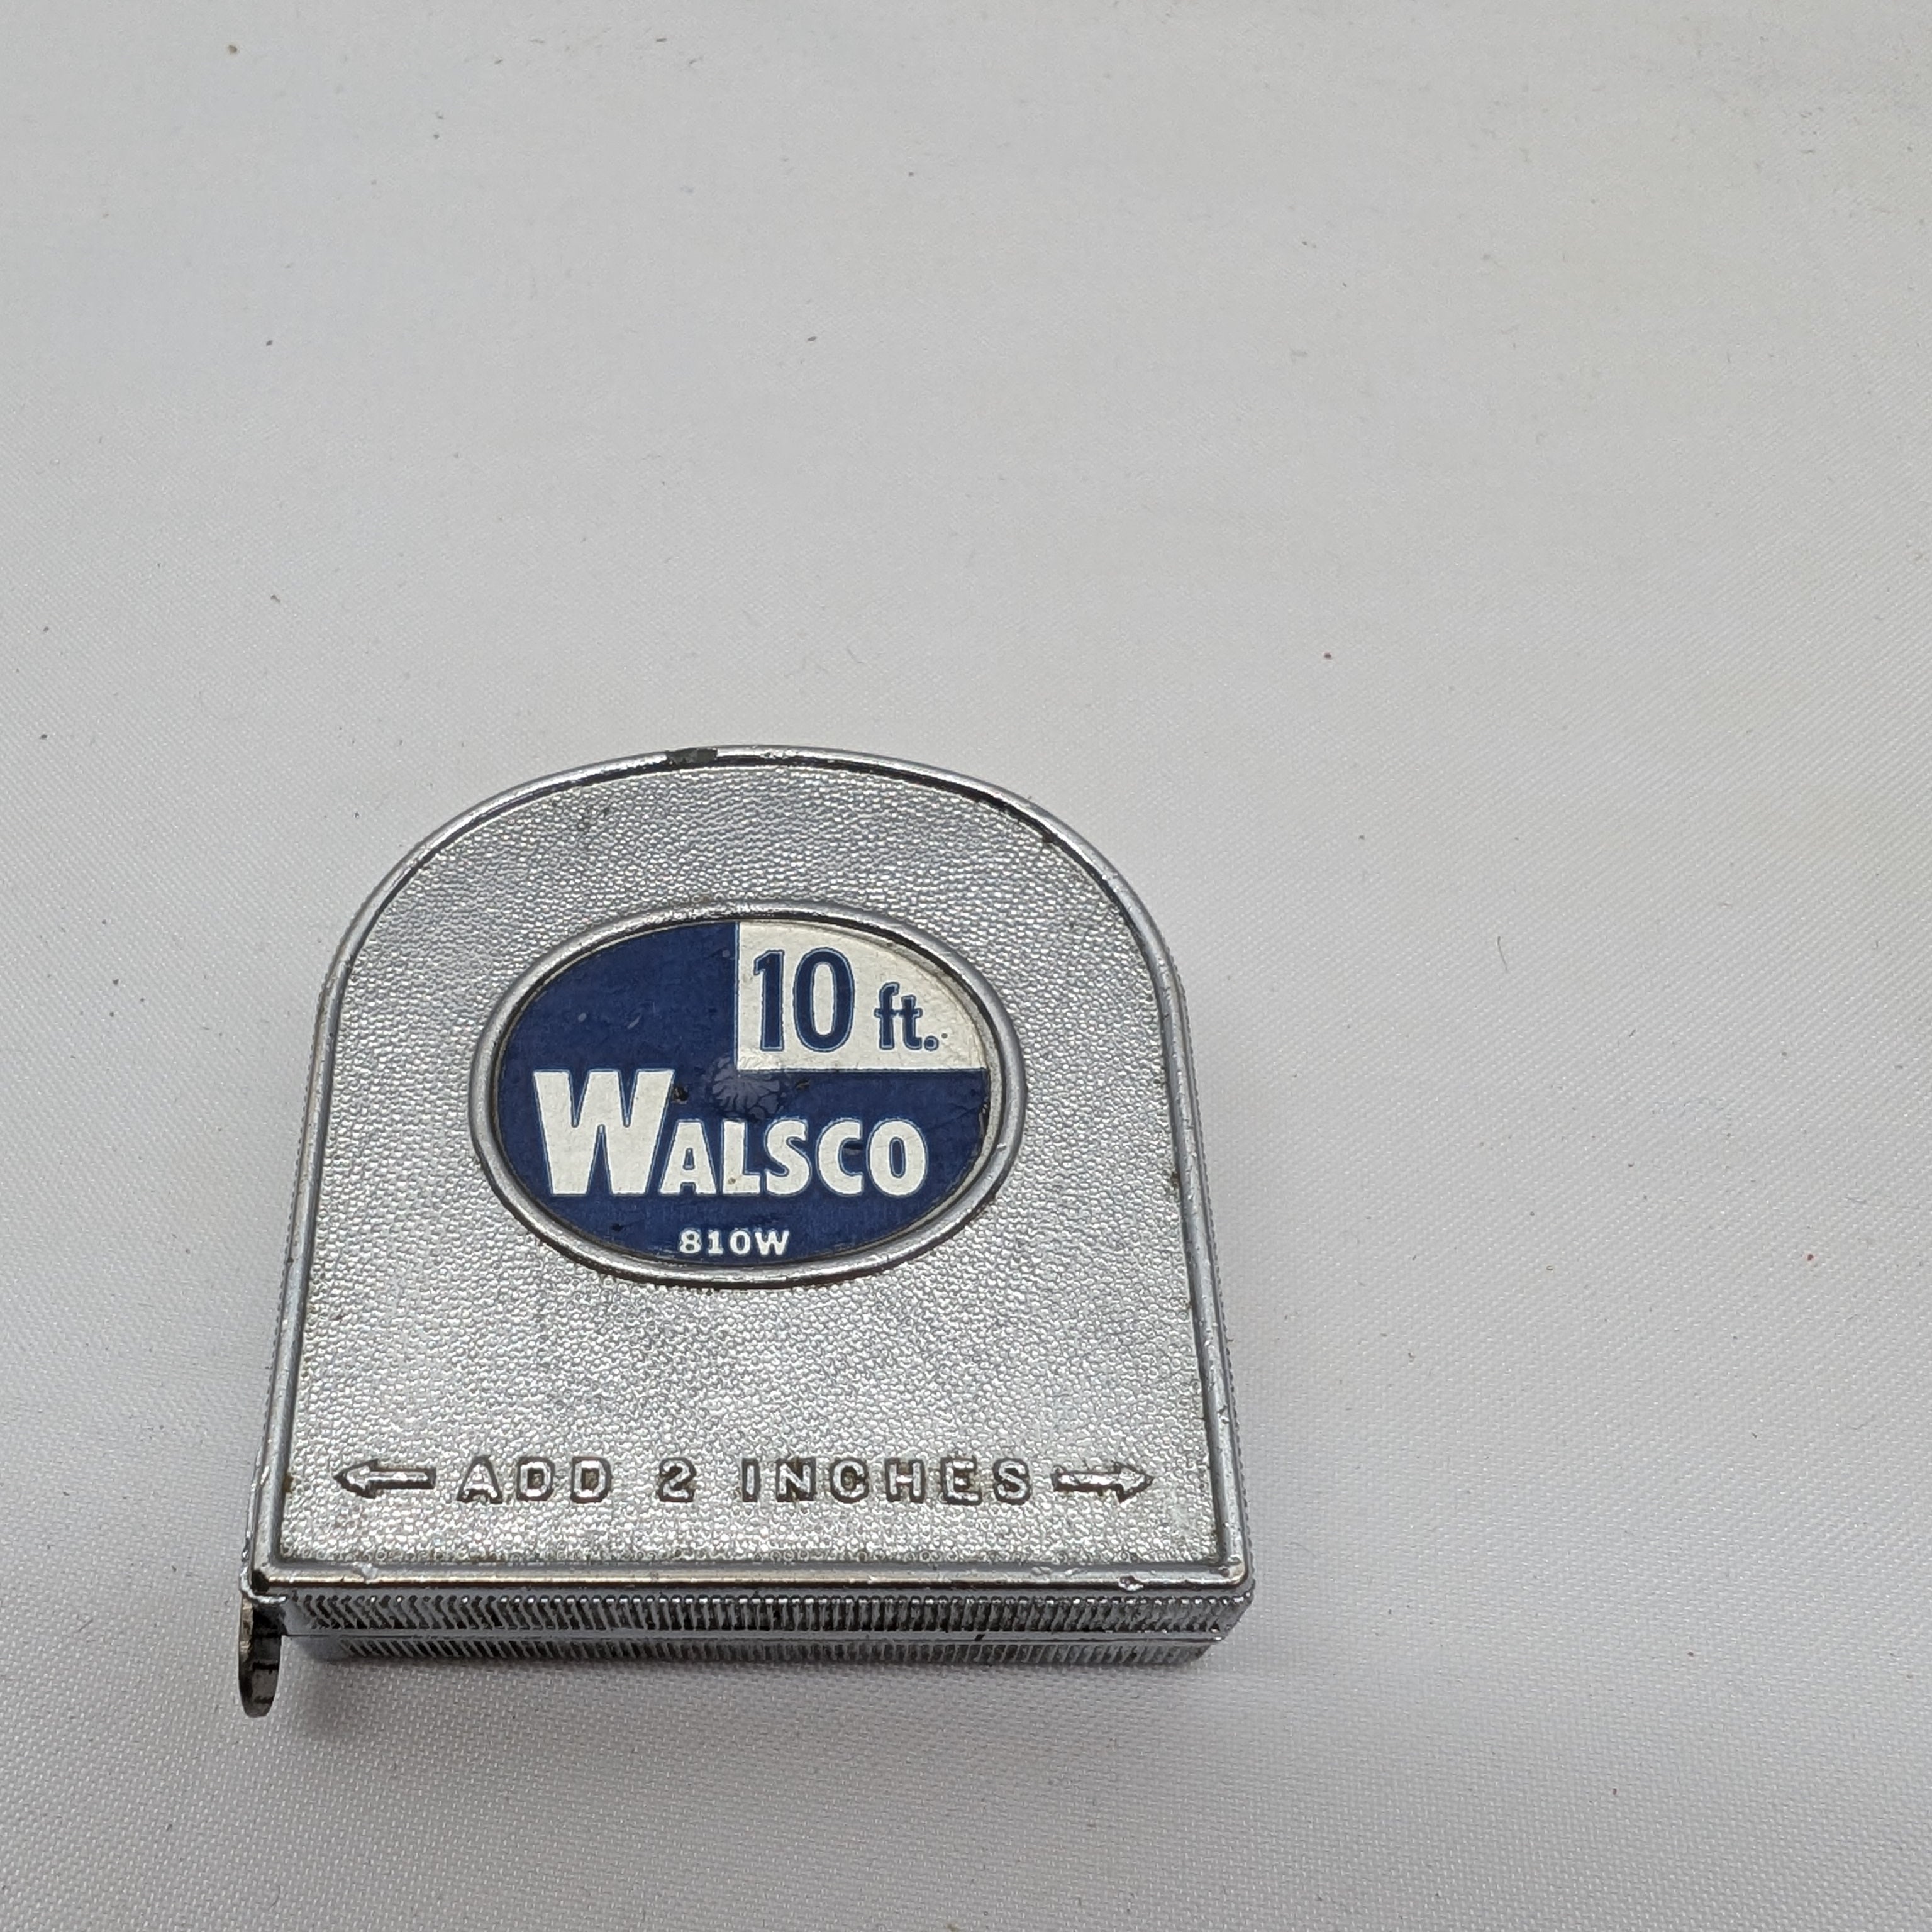 10 ft.
WALSCO
810W
ADD 2 INCHES